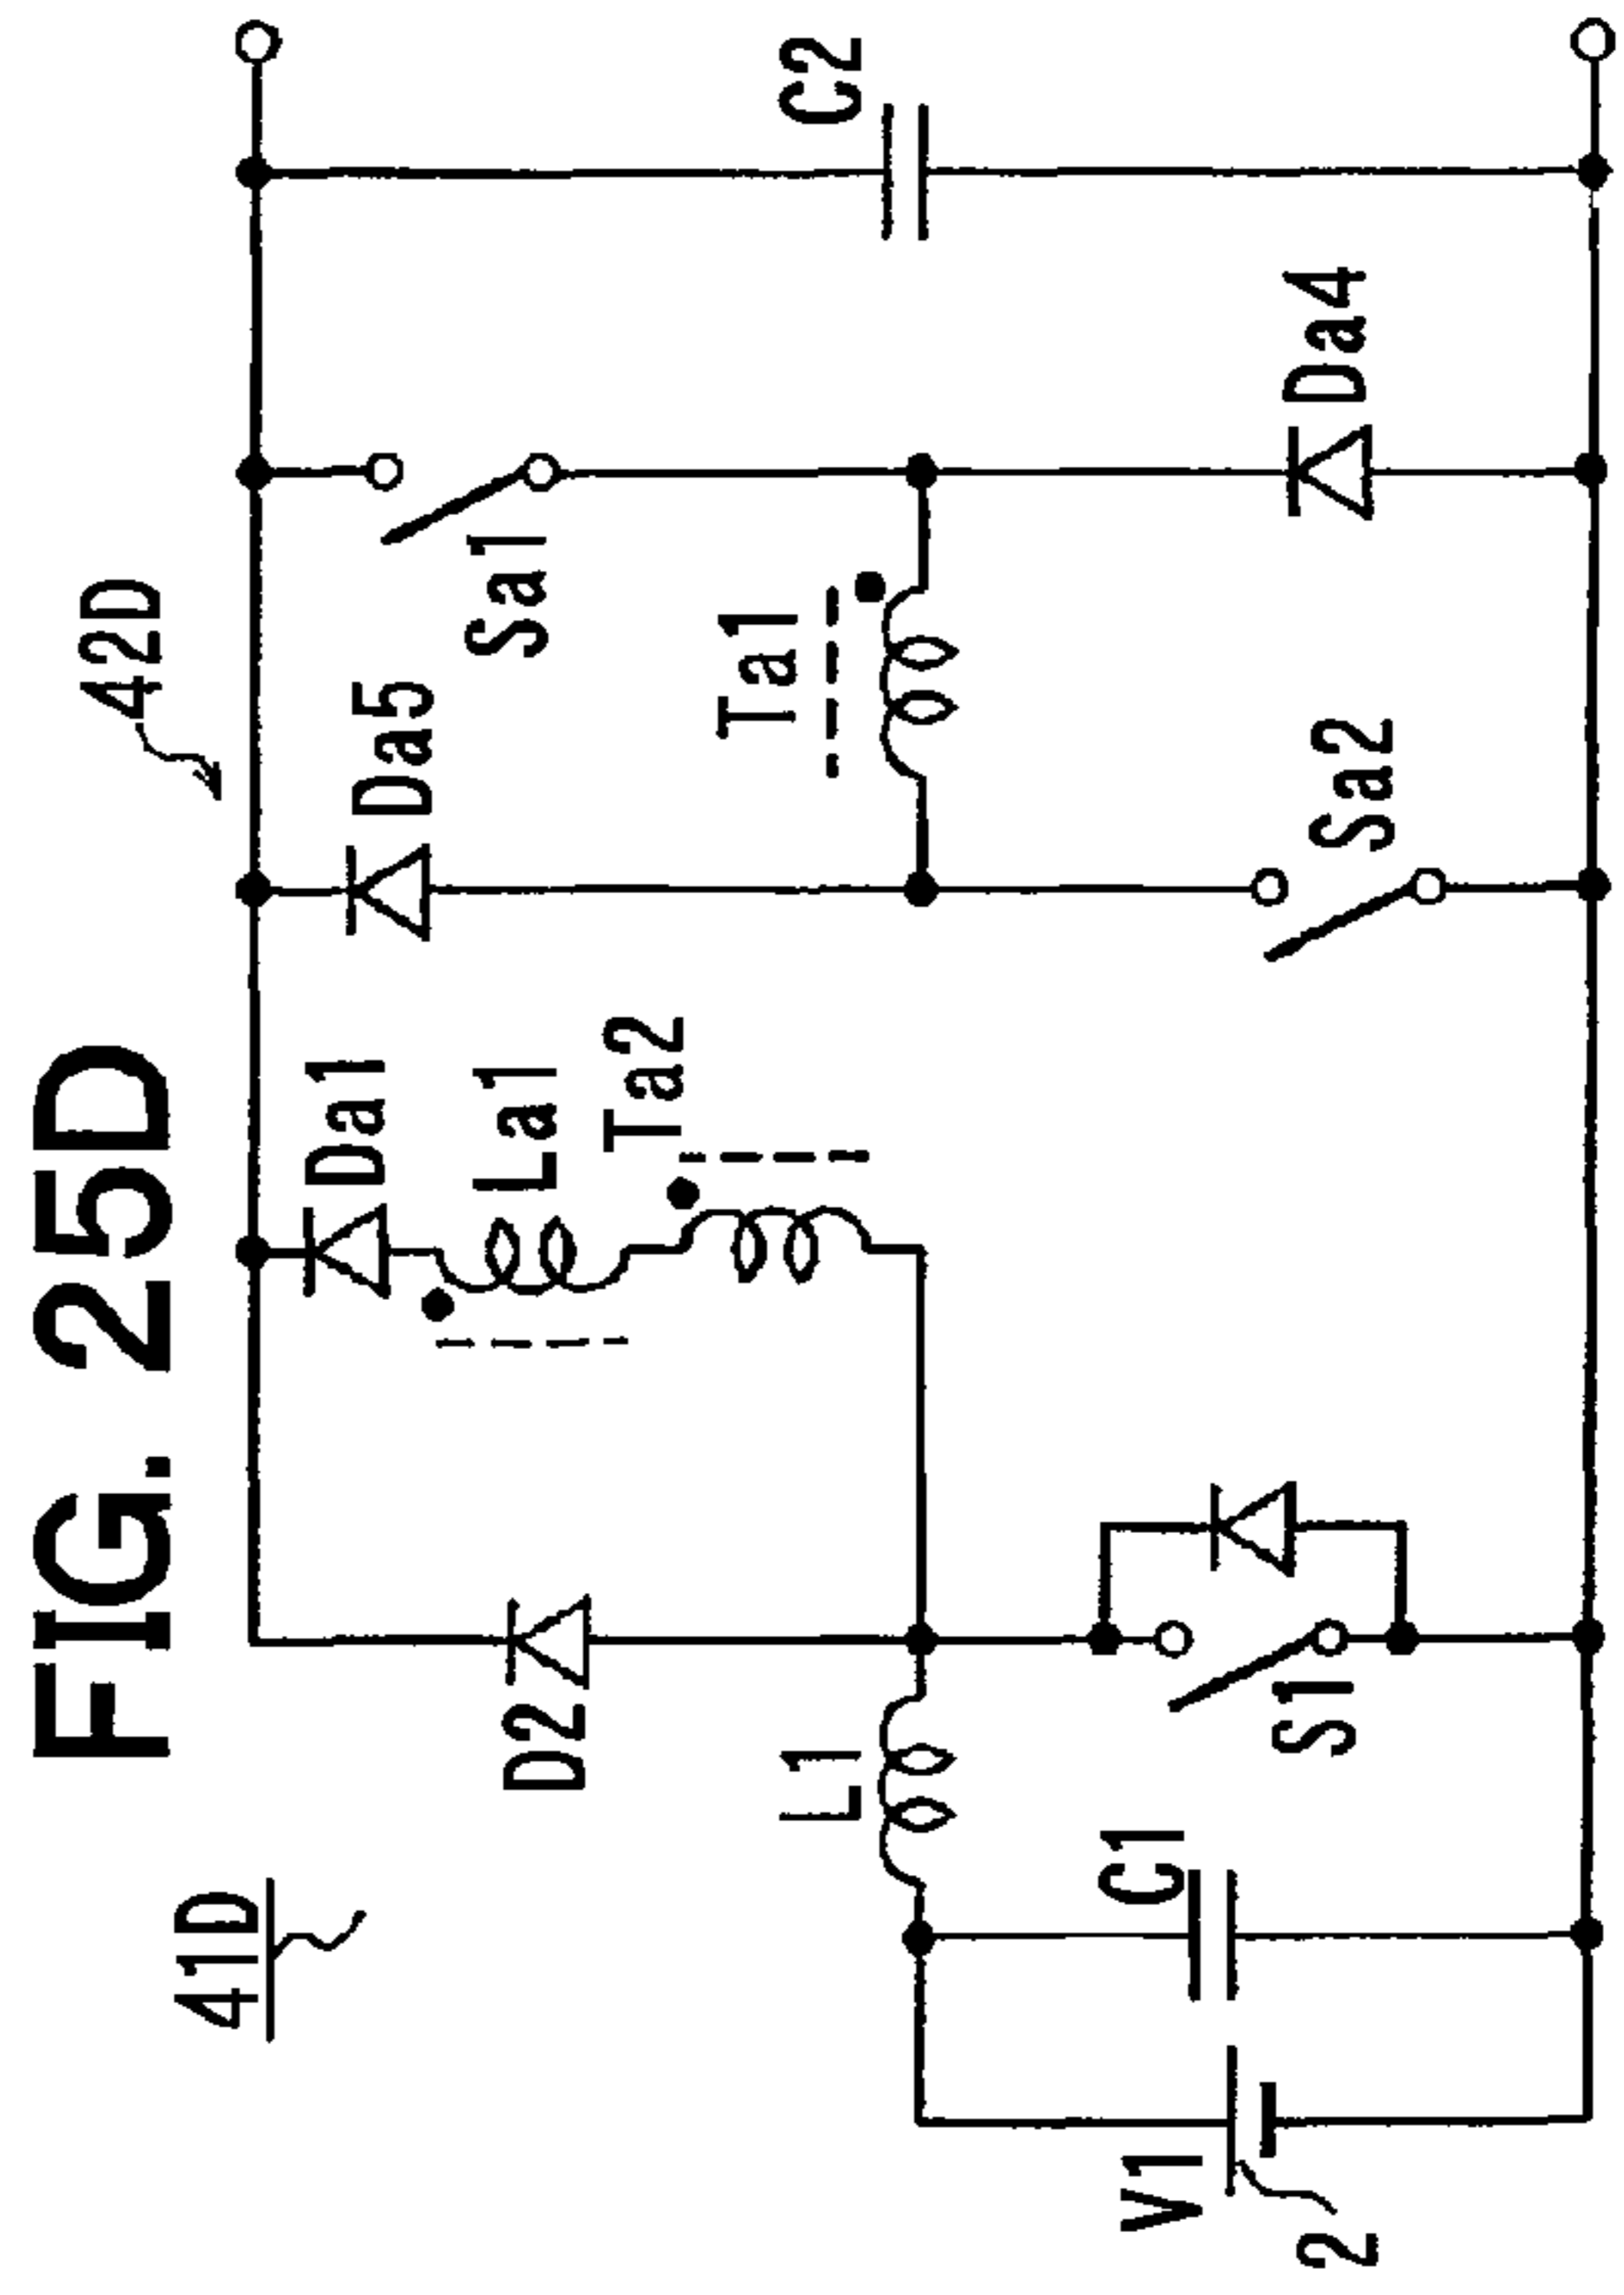 FIG. 25D
41D
42D
D2
Da1
La1
Ta2
Da5
Sa1
Ta1
C2
L1
C1
V1
2
S1
Sa2
Da4